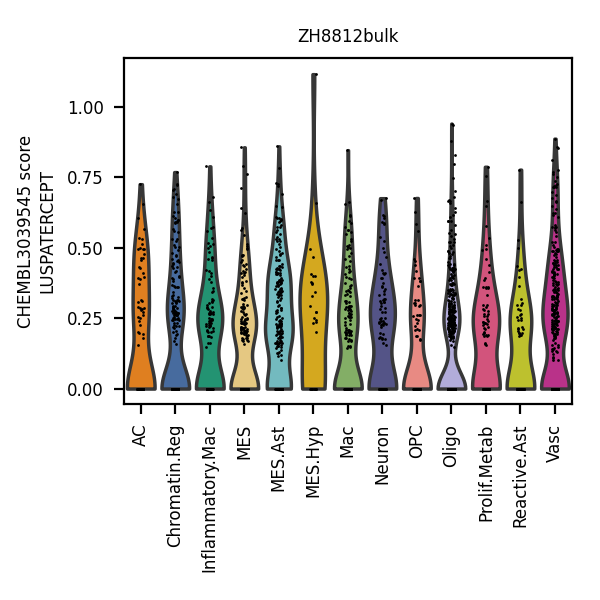 ZH8812bulk
CHEMBL3039545 score
LUSPATERCEPT
1.00
0.75
0.50
0.25
0.00
AC
Chromatin.Reg
Inflammatory.Mac
MES
MES.Ast
MES.Hyp
Mac
Neuron
OPC
Oligo
Prolif.Metab
Reactive.Ast
Vasc